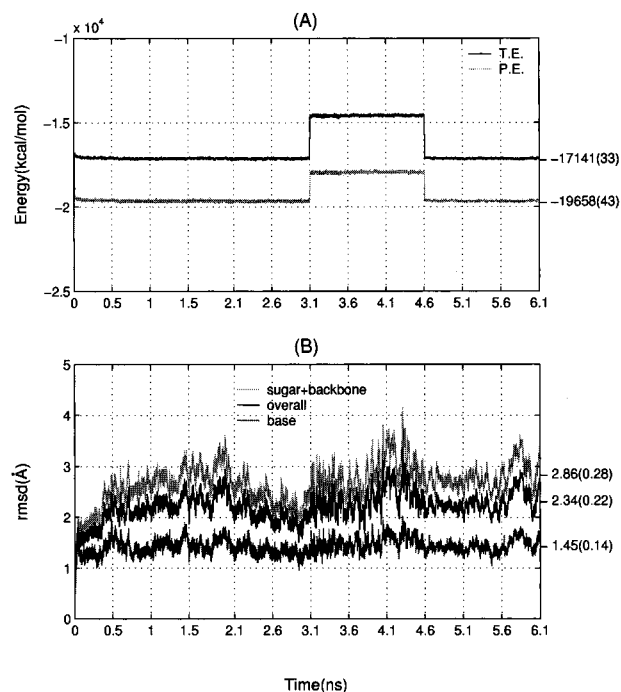 (A)
× 10⁴
−1
T.E.
P.E.
−1.5
Energy(kcal/mol)
−17141(33)
−2
−19658(43)
−2.5
0 0.5 1 1.5 2.1 2.6 3.1 3.6 4.1 4.6 5.1 5.6 6.1
(B)
5
sugar+backbone
overall
base
4
3
2.86(0.28)
rmsd(Å)
2.34(0.22)
2
1.45(0.14)
1
0
0 0.5 1 1.5 2.1 2.6 3.1 3.6 4.1 4.6 5.1 5.6 6.1
Time(ns)